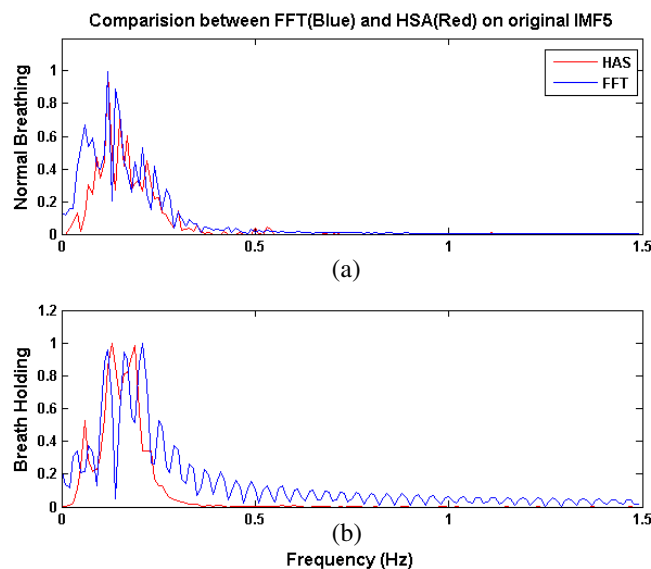 Comparision between FFT(Blue) and HSA(Red) on original IMF5
Normal Breathing
1
0.8
0.6
0.4
0.2
0
HAS
FFT
0 0.5 1 1.5
(a)
Breath Holding
1.2
1
0.8
0.6
0.4
0.2
0
0 0.5 1 1.5
(b)
Frequency (Hz)